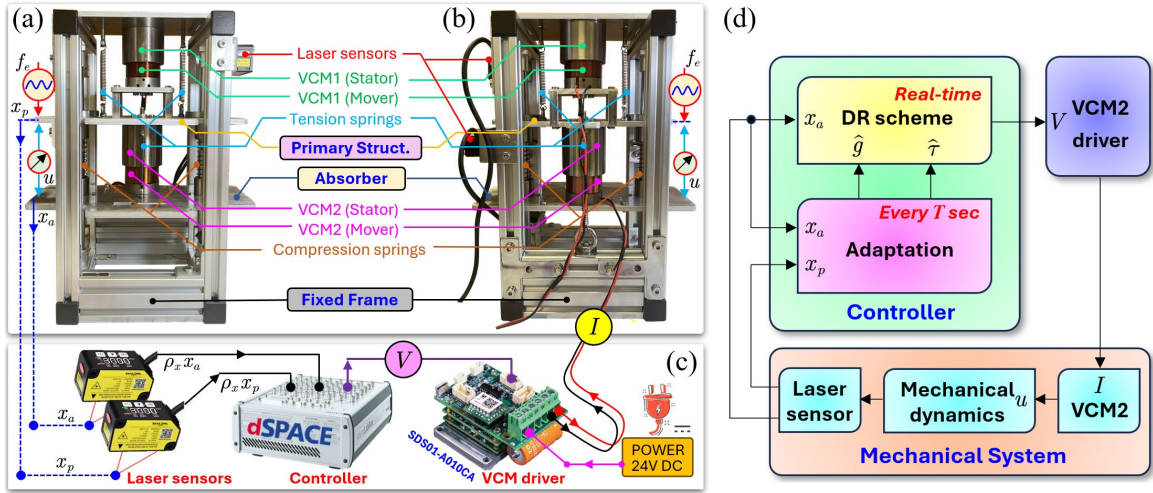 (a)
(b)
(d)
f_e
x_p
u
x_a
Laser sensors
VCM1 (Stator)
VCM1 (Mover)
Tension springs
Primary Struct.
Absorber
VCM2 (Stator)
VCM2 (Mover)
Compression springs
Fixed Frame
f_e
x_p
u
x_a
I
(c)
ρ_x x_a
ρ_x x_p
V
x_a
x_p
dSPACE
SDS01-A010CA
POWER
24V DC
Laser sensors
Controller
VCM driver
Real-time
x_a
DR scheme
ĝ
τ̂
V
VCM2
driver
Every T sec
x_a
Adaptation
x_p
Controller
Laser
sensor
Mechanical
dynamics
u
I
VCM2
Mechanical System